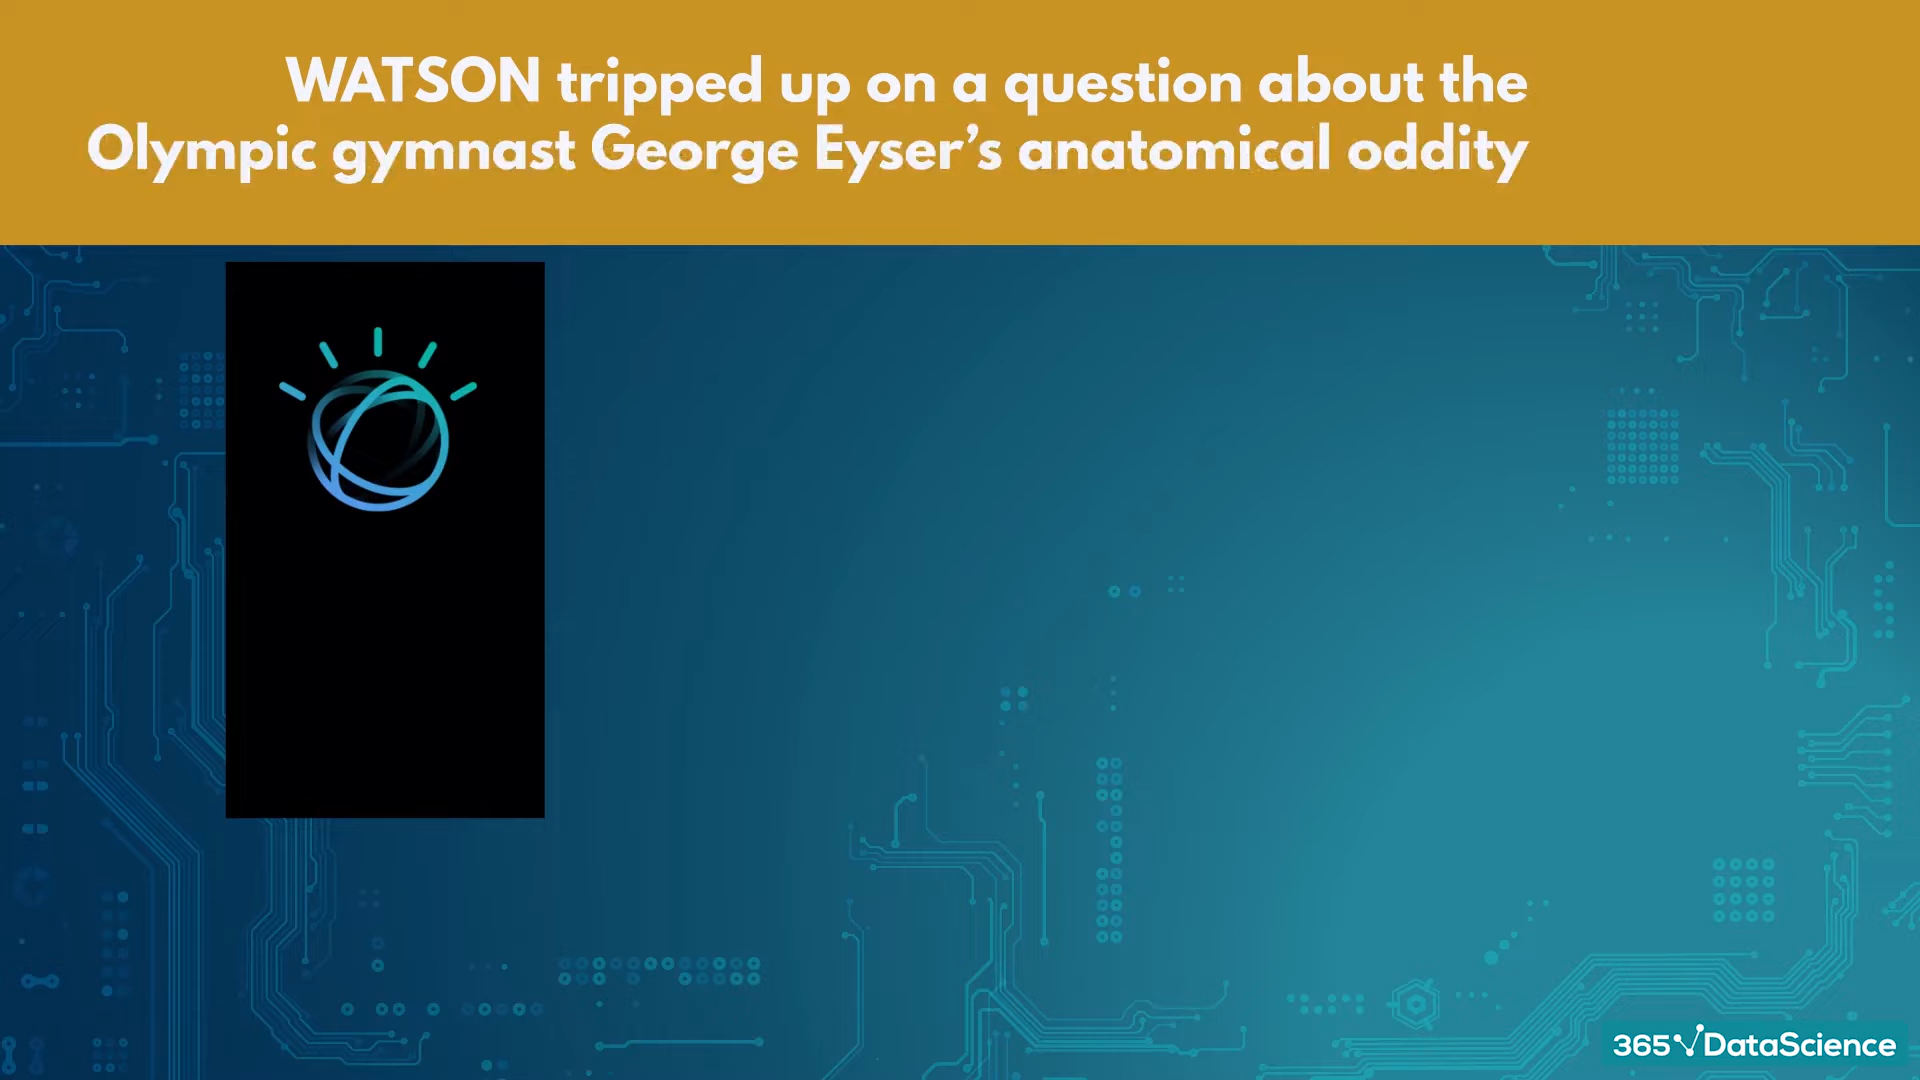 WATSON tripped up on a question about the
Olympic gymnast George Eyser’s anatomical oddity
365 DataScience